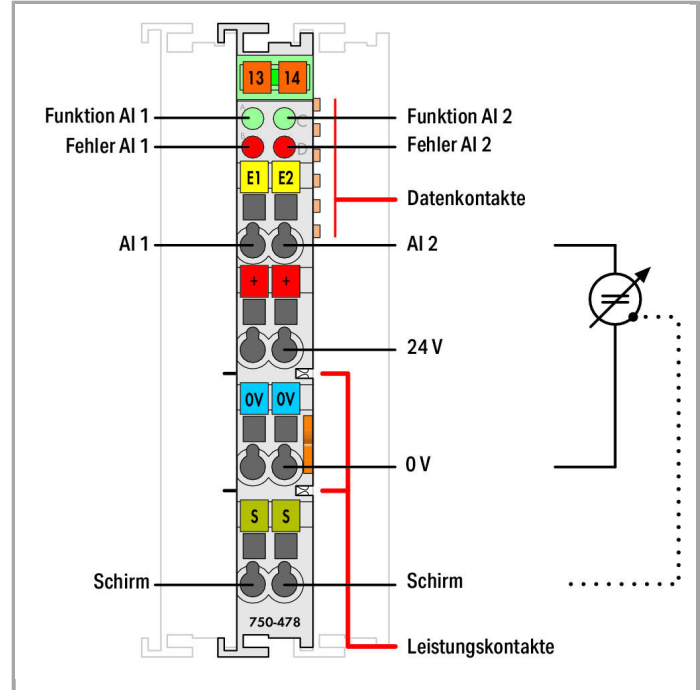 13 14
Funktion AI 1
A
C
Funktion AI 2
Fehler AI 1
B
D
Fehler AI 2
E1 E2
Datenkontakte
AI 1
AI 2
+ +
24 V
0V 0V
0 V
S S
Schirm
Schirm
750-478
Leistungskontakte